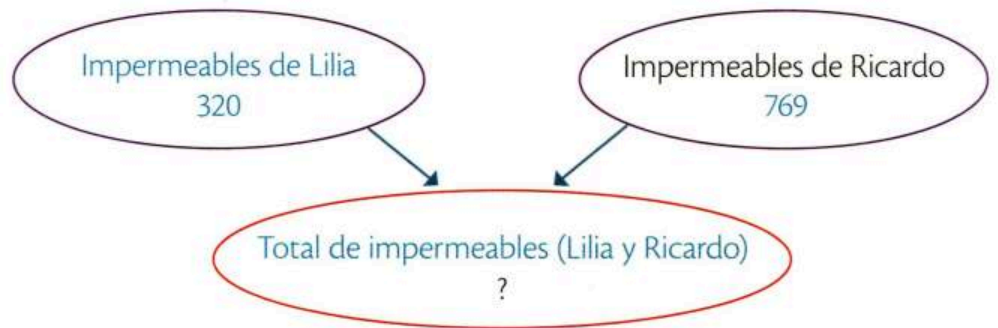 Impermeables de Lilia
320
Impermeables de Ricardo
769
Total de impermeables (Lilia y Ricardo)
?